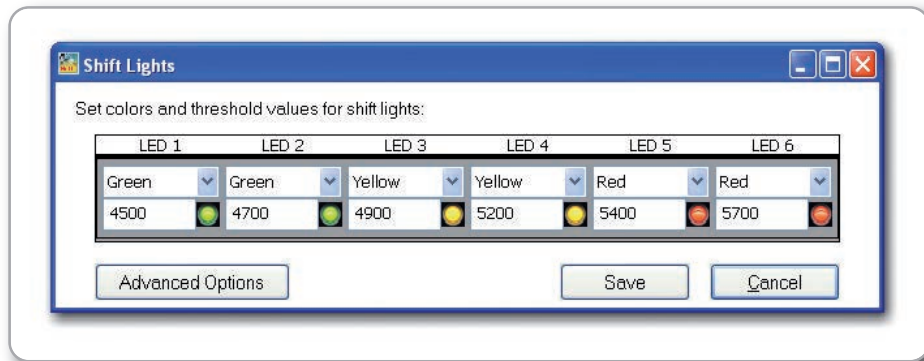 Shift Lights
Set colors and threshold values for shift lights:
LED 1 LED 2 LED 3 LED 4 LED 5 LED 6
Green Green Yellow Yellow Red Red
4500 4700 4900 5200 5400 5700
Advanced Options Save Cancel